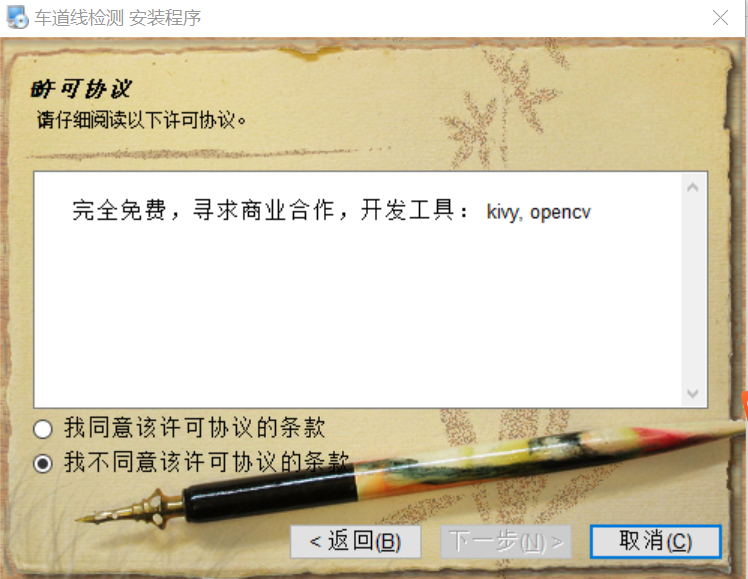 车道线检测 安装程序
许可协议
请仔细阅读以下许可协议。
完全免费，寻求商业合作，开发工具： kivy, opencv
我同意该许可协议的条款
我不同意该许可协议的条款
< 返回(B)
下一步(N) >
取消(C)